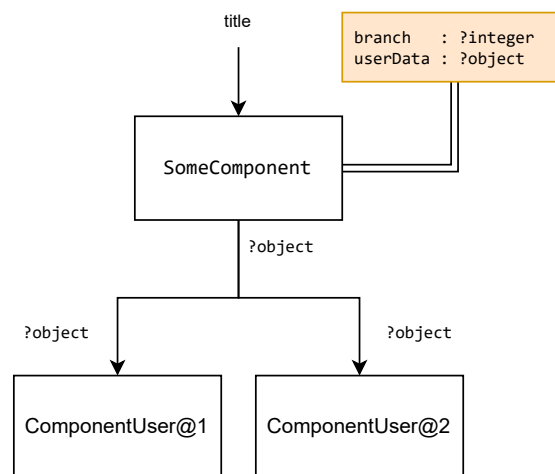 title
branch   : ?integer
userData : ?object
SomeComponent
?object
?object
?object
ComponentUser@1
ComponentUser@2